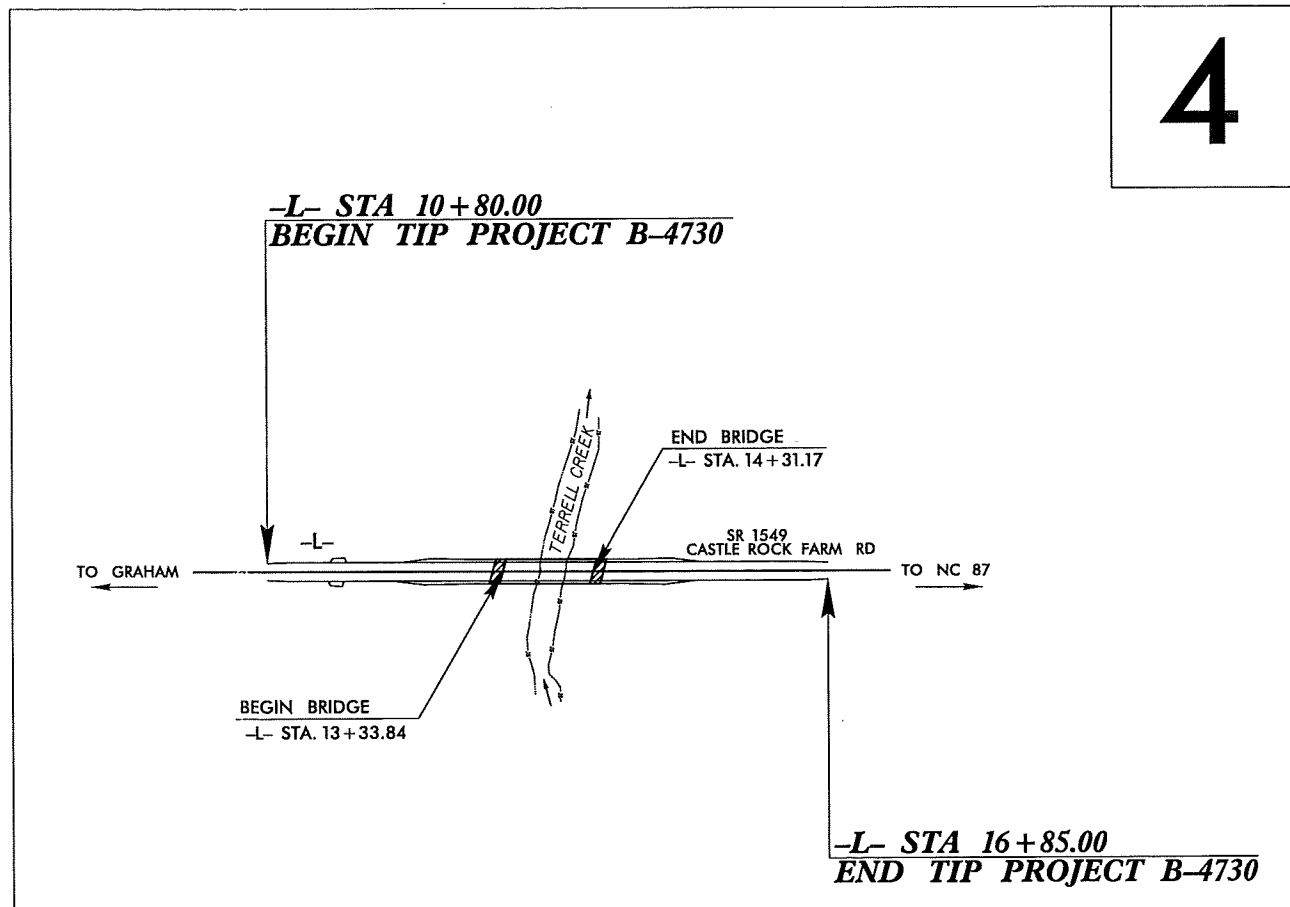 4
–L– STA 10+80.00
BEGIN TIP PROJECT B–4730
END BRIDGE
–L– STA. 14+31.17
TERRELL CREEK
–L–
SR 1549
CASTLE ROCK FARM RD
TO GRAHAM
TO NC 87
BEGIN BRIDGE
–L– STA. 13+33.84
–L– STA 16+85.00
END TIP PROJECT B–4730